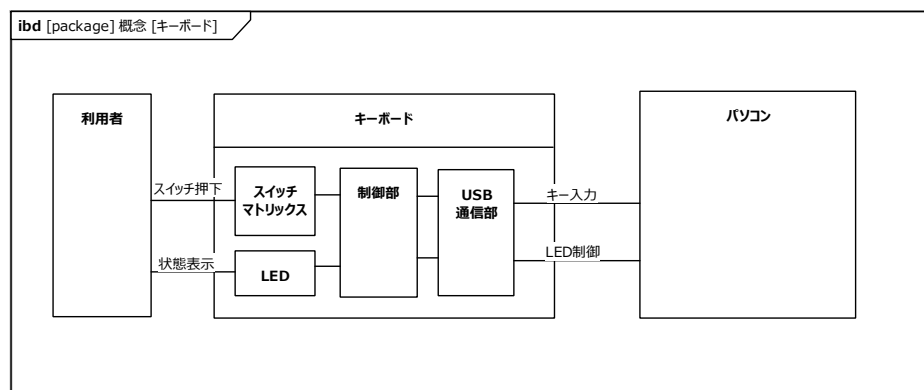 ibd [package] 概念 [キーボード]
利用者
キーボード
パソコン
スイッチ押下
スイッチ
マトリックス
制御部
USB
通信部
キー入力
状態表示
LED
LED制御